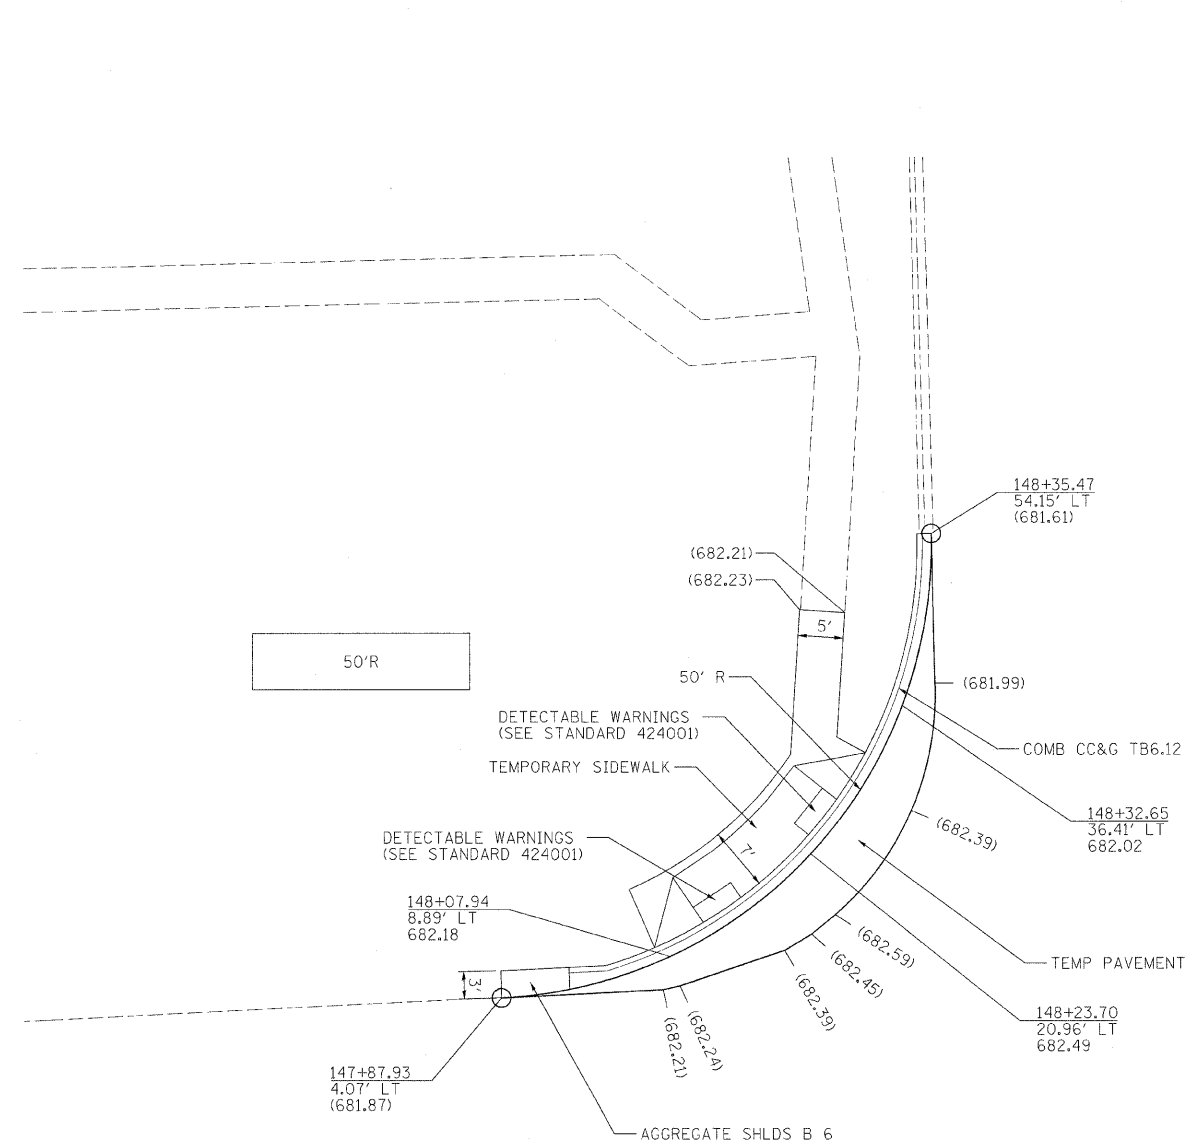 148+35.47
54.15' LT
(681.61)
(682.21)
(682.23)
5'
50'R
50' R
(681.99)
DETECTABLE WARNINGS
(SEE STANDARD 424001)
COMB CC&G TB6.12
TEMPORARY SIDEWALK
148+32.65
36.41' LT
682.02
(682.39)
DETECTABLE WARNINGS
(SEE STANDARD 424001)
7'
148+07.94
8.89' LT
682.18
(682.59)
(682.45)
(682.39)
TEMP PAVEMENT
3'
148+23.70
20.96' LT
682.49
(682.24)
(682.21)
147+87.93
4.07' LT
(681.87)
AGGREGATE SHLDS B 6